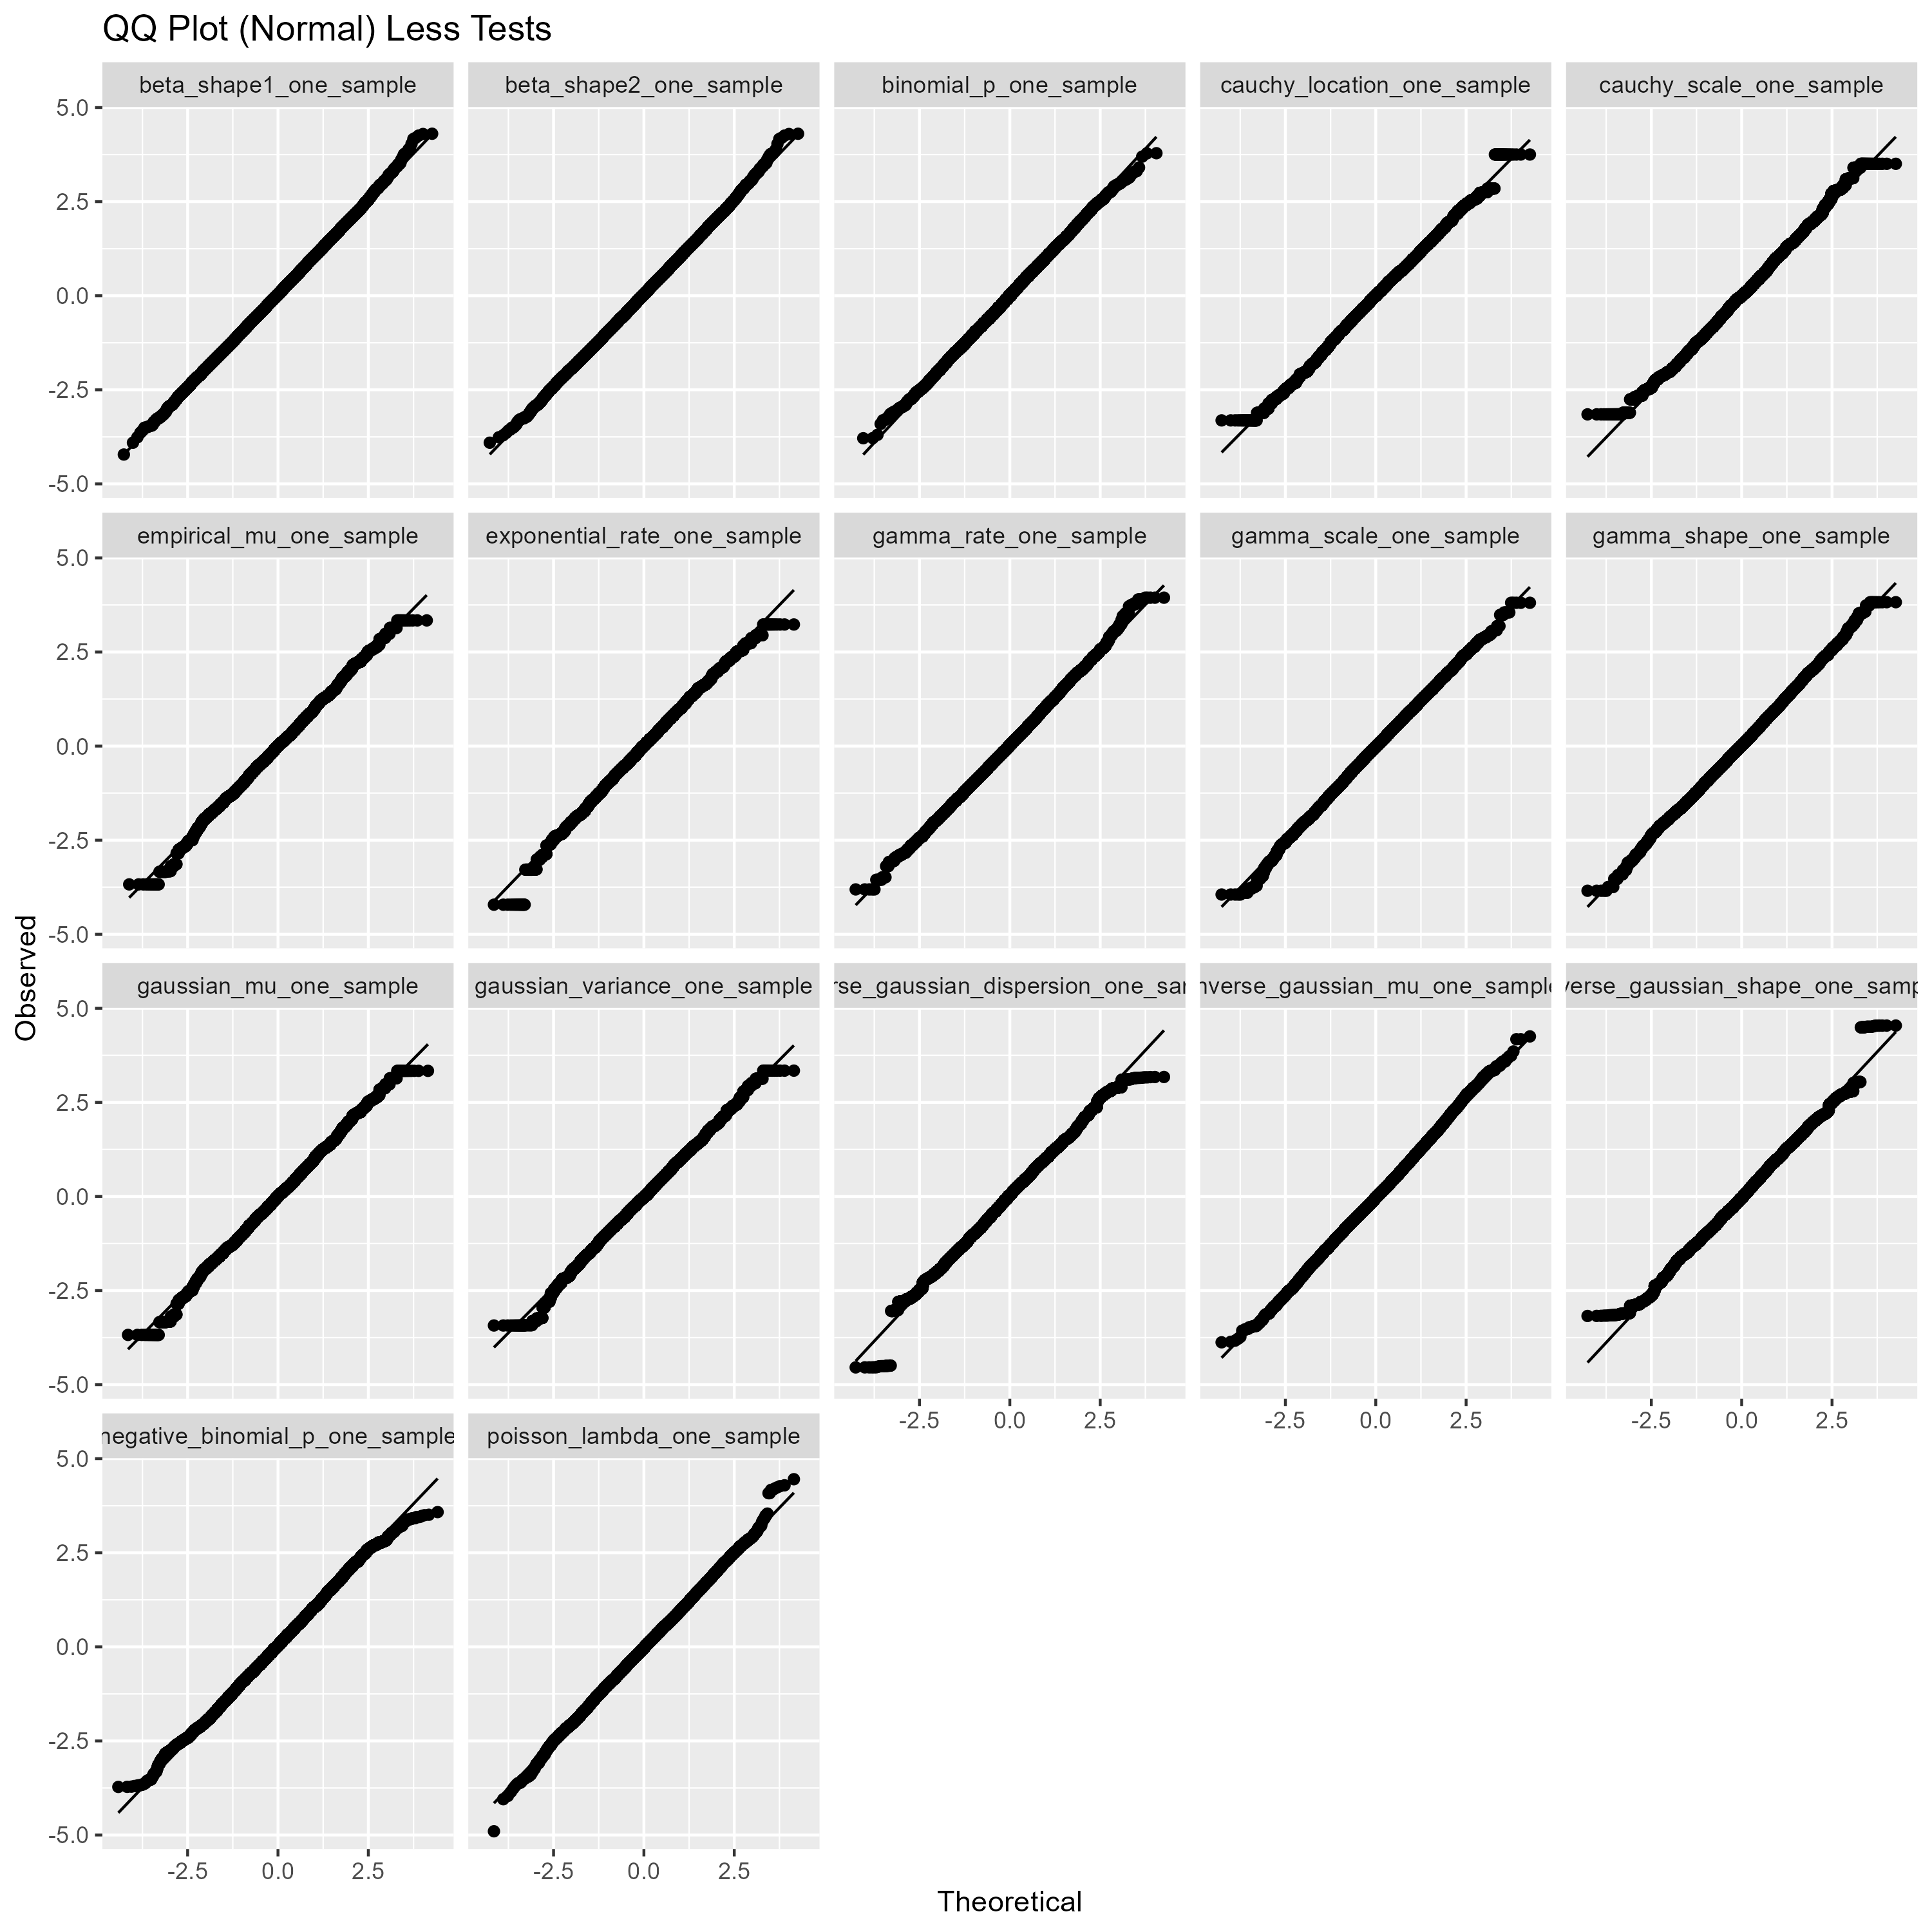 QQ Plot (Normal) Less Tests
beta_shape1_one_sample beta_shape2_one_sample binomial_p_one_sample cauchy_location_one_sample cauchy_scale_one_sample
5.0
2.5
0.0
-2.5
-5.0
empirical_mu_one_sample exponential_rate_one_sample gamma_rate_one_sample gamma_scale_one_sample gamma_shape_one_sample
5.0
2.5
0.0
-2.5
-5.0
Observed
gaussian_mu_one_sample gaussian_variance_one_sample rse_gaussian_dispersion_one_sar nverse_gaussian_mu_one_sample verse_gaussian_shape_one_samp
5.0
2.5
0.0
-2.5
-5.0
-2.5 0.0 2.5 -2.5 0.0 2.5 -2.5 0.0 2.5
negative_binomial_p_one_sample poisson_lambda_one_sample
5.0
2.5
0.0
-2.5
-5.0
-2.5 0.0 2.5 -2.5 0.0 2.5
Theoretical